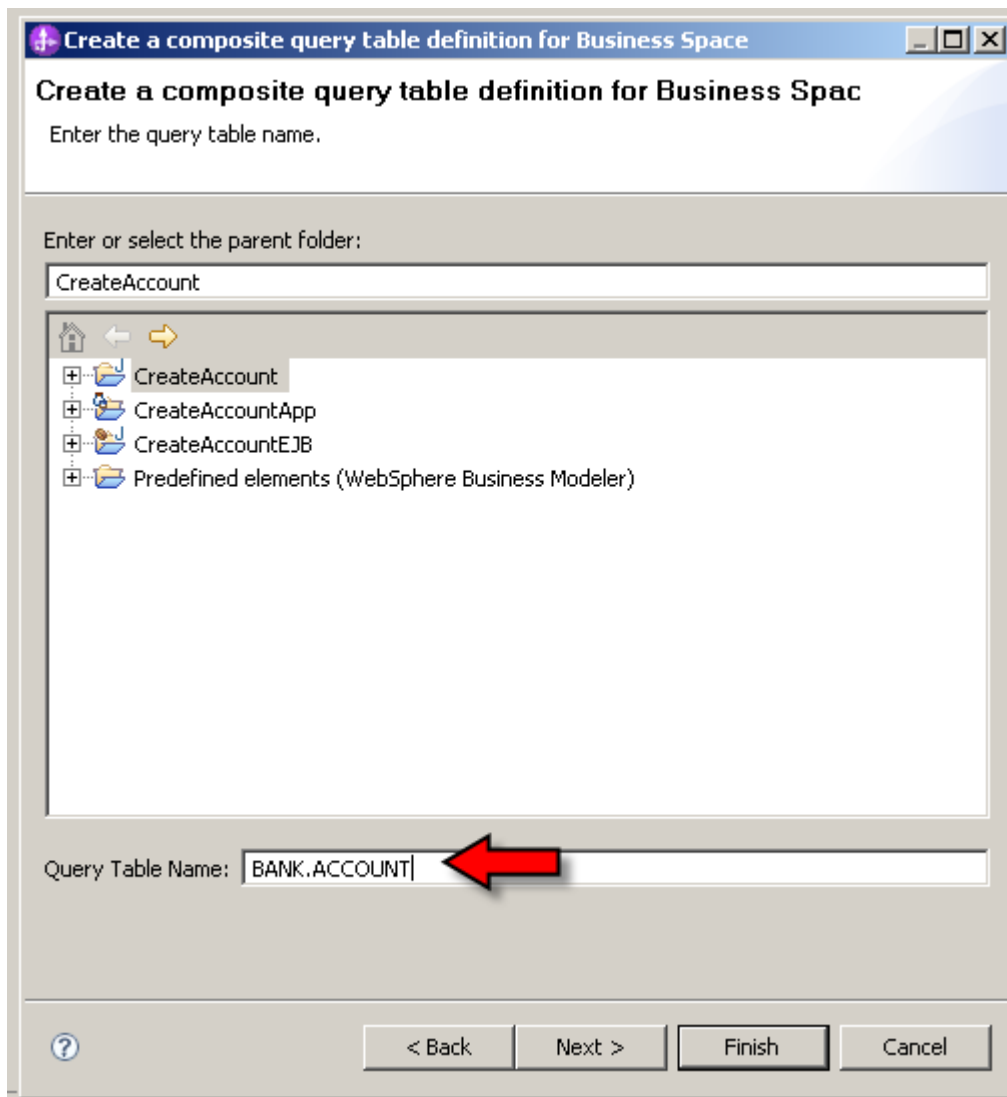 Create a composite query table definition for Business Space
Create a composite query table definition for Business Spac
Enter the query table name.
Enter or select the parent folder:
CreateAccount
CreateAccount
CreateAccountApp
CreateAccountEJB
Predefined elements (WebSphere Business Modeler)
Query Table Name: BANK.ACCOUNT
< Back Next > Finish Cancel